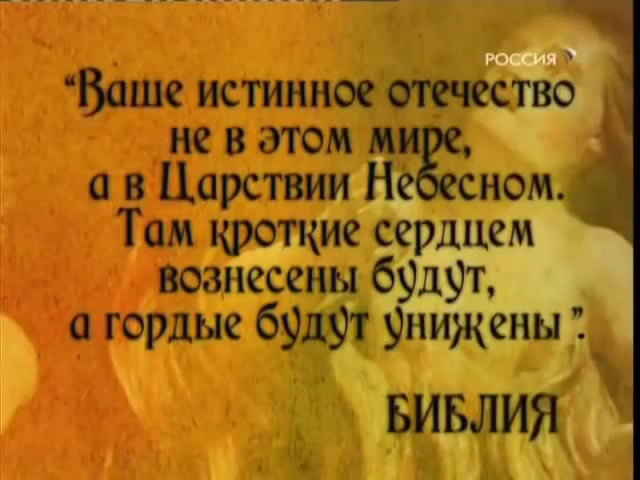 РОССИЯ
"Ваше истинное отечество
не в этом мире,
а в Царствии Небесном.
Там кроткие сердцем
вознесены будут,
а гордые будут унижены".
БИБЛИЯ